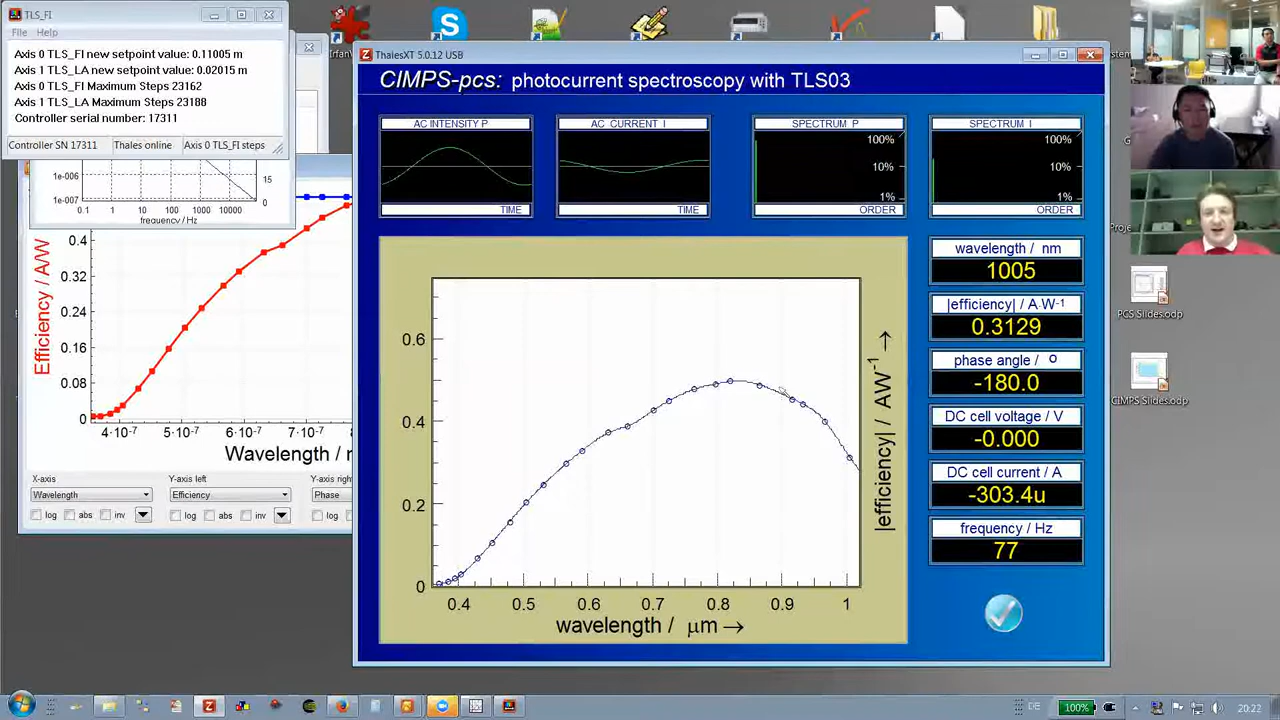 TLS_FI
File Help
Axis 0 TLS_FI new setpoint value: 0.11005 m
Axis 1 TLS_LA new setpoint value: 0.02015 m
Axis 0 TLS_FI Maximum Steps 23162
Axis 1 TLS_LA Maximum Steps 23188
Controller serial number: 17311
Controller SN 17311 Thales online Axis 0 TLS_FI steps
1e-006 15
1e-007 0
0.1 1 10 100 1000 10000
frequency / Hz
Efficiency / A/W
0.4
0.32
0.24
0.16
0.08
0
4·10⁻⁷ 5·10⁻⁷ 6·10⁻⁷ 7·1
Wavelength / r
X-axis Y-axis left Y-axis right
Wavelength Efficiency Phase
log abs inv log abs inv log
ThalesXT 5.0.12 USB
CIMPS-pcs: photocurrent spectroscopy with TLS03
AC INTENSITY P
TIME
AC CURRENT I
TIME
SPECTRUM P
100%
10%
1%
ORDER
SPECTRUM I
100%
10%
1%
ORDER
0.6
0.4
0.2
0
0.4 0.5 0.6 0.7 0.8 0.9 1
wavelength / μm →
|efficiency| / AW⁻¹ →
wavelength / nm
1005
|efficiency| / A W⁻¹
0.3129
phase angle / º
-180.0
DC cell voltage / V
-0.000
DC cell current / A
-303.4u
frequency / Hz
77
PCS Slides.odp
CIMPS Slides.odp
100%
DE
20:22